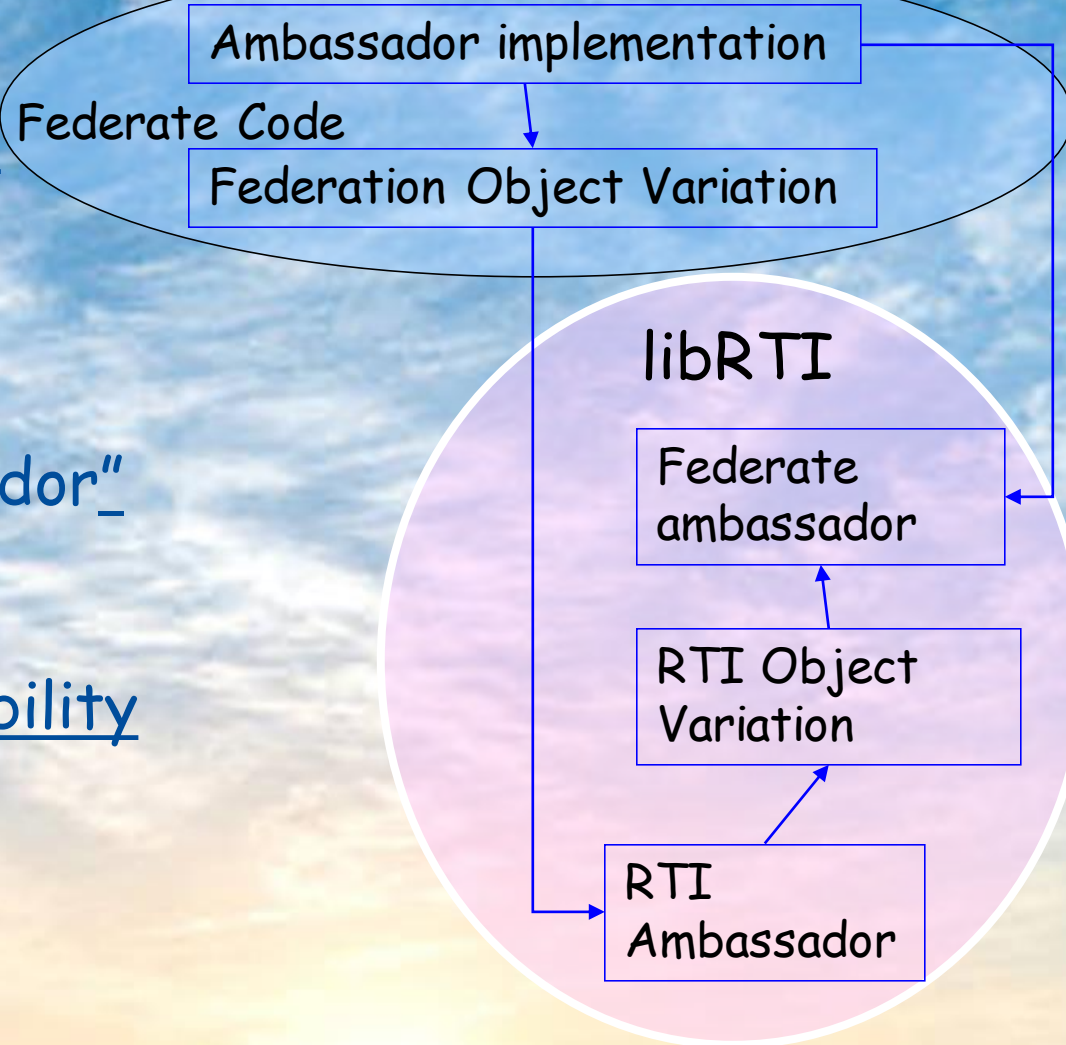 Ambassador implementation
Federate Code
Federation Object Variation
libRTI
Federate
ambassador
dor"
RTI Object
Variation
bility
RTI
Ambassador